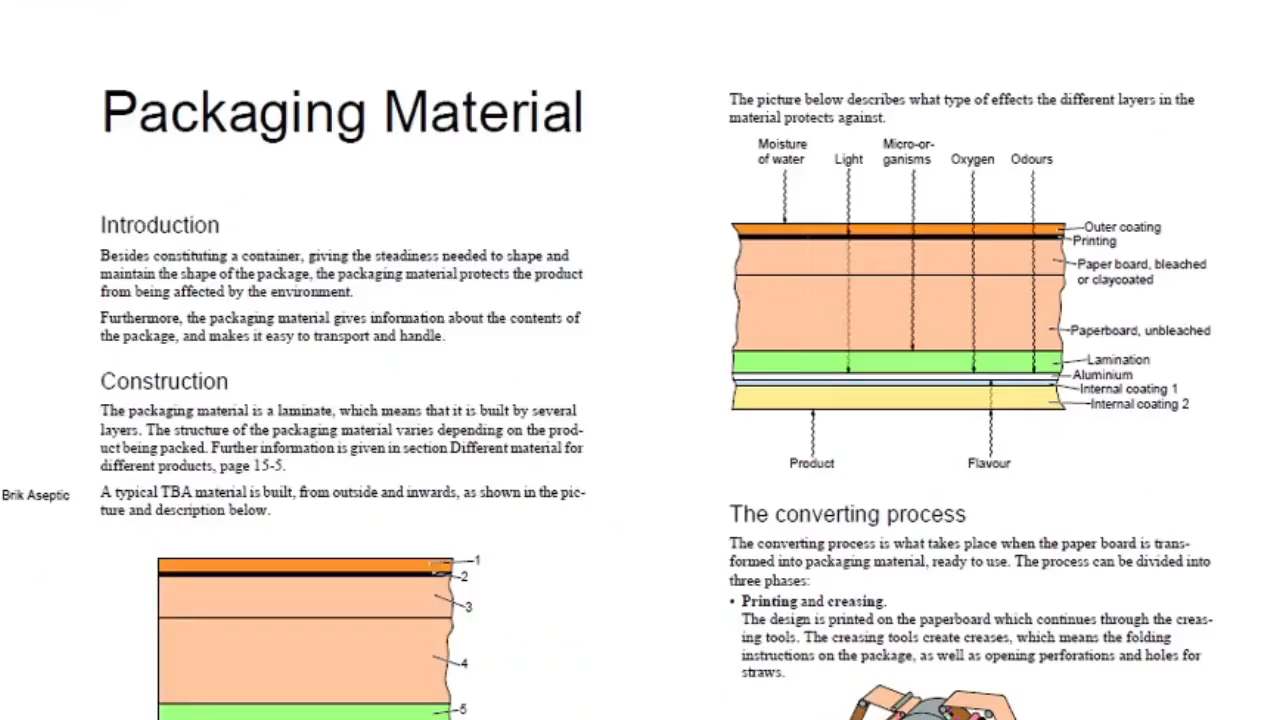 Packaging Material
Introduction
Besides constituting a container, giving the steadiness needed to shape and
maintain the shape of the package, the packaging material protects the product
from being affected by the environment.
Furthermore, the packaging material gives information about the contents of
the package, and makes it easy to transport and handle.
Construction
The packaging material is a laminate, which means that it is built by several
layers. The structure of the packaging material varies depending on the prod-
uct being packed. Further information is given in section Different material for
different products, page 15-5.
Brik Aseptic
A typical TBA material is built, from outside and inwards, as shown in the pic-
ture and description below.
1
2
3
4
5
The picture below describes what type of effects the different layers in the
material protects against.
Moisture
of water
Light
Micro-or-
ganisms
Oxygen
Odours
Outer coating
Printing
Paper board, bleached
or claycoated
Paperboard, unbleached
Lamination
Aluminium
Internal coating 1
Internal coating 2
Product
Flavour
The converting process
The converting process is what takes place when the paper board is trans-
formed into packaging material, ready to use. The process can be divided into
three phases:
• Printing and creasing.
The design is printed on the paperboard which continues through the creas-
ing tools. The creasing tools create creases, which means the folding
instructions on the package, as well as opening perforations and holes for
straws.